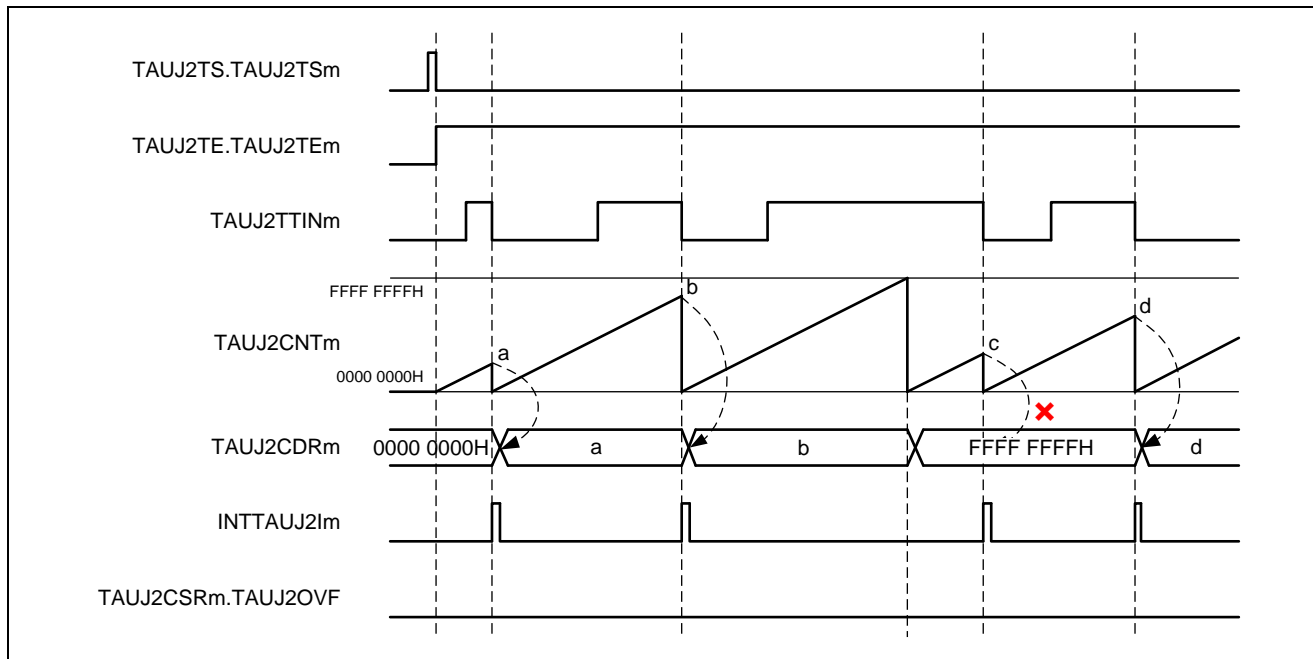 TAUJ2TS.TAUJ2TSm
TAUJ2TE.TAUJ2TEm
TAUJ2TTINm
FFFF FFFFH
TAUJ2CNTm
0000 0000H
a
b
c
d
TAUJ2CDRm
0000 0000H
a
b
FFFF FFFFH
d
INTTAUJ2Im
TAUJ2CSRm.TAUJ2OVF